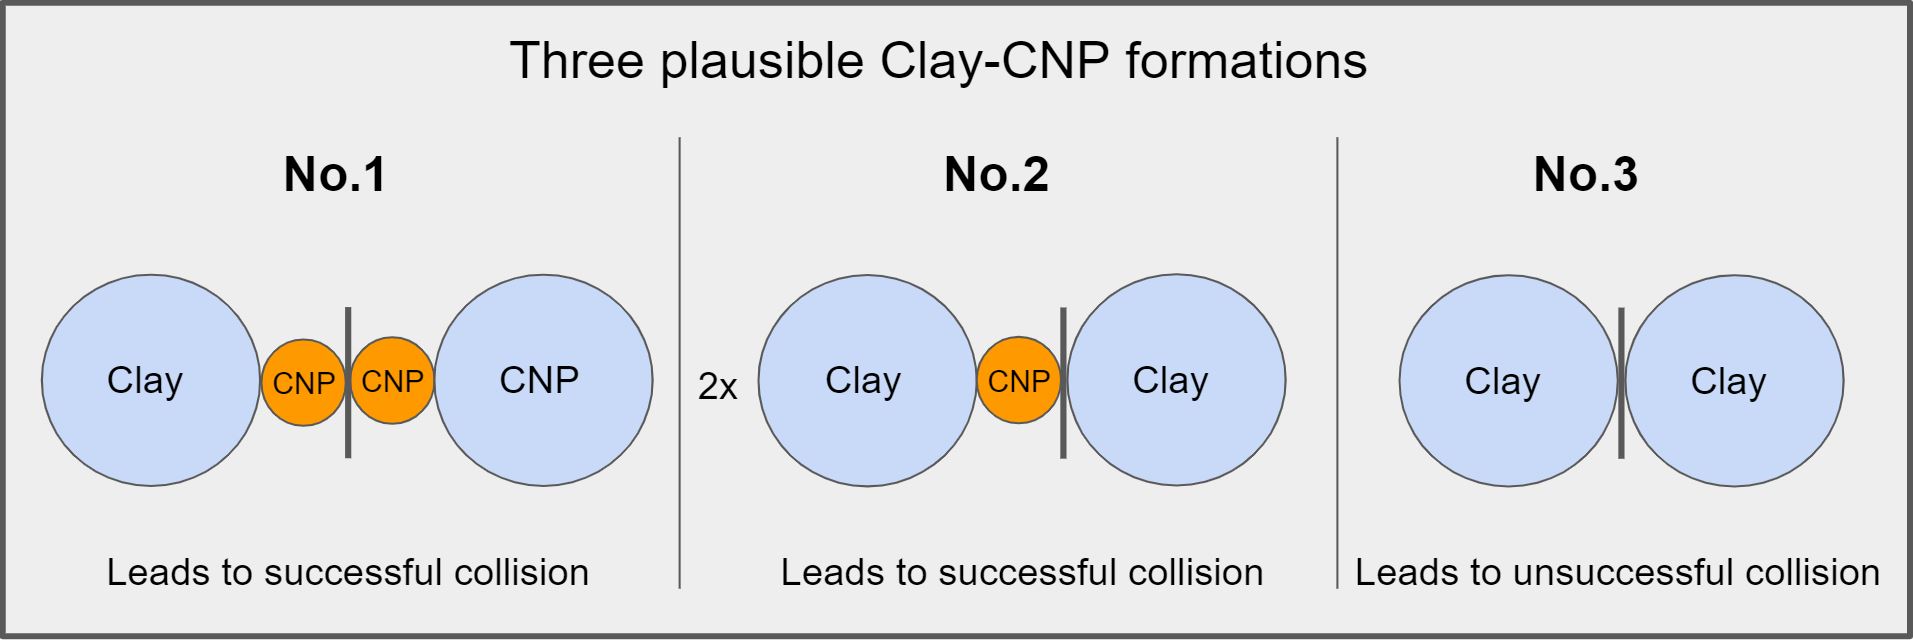 Three plausible Clay-CNP formations
No.1
No.2
No.3
Clay
CNP
CNP
CNP
2x
Clay
CNP
Clay
Clay
Clay
Leads to successful collision
Leads to successful collision
Leads to unsuccessful collision